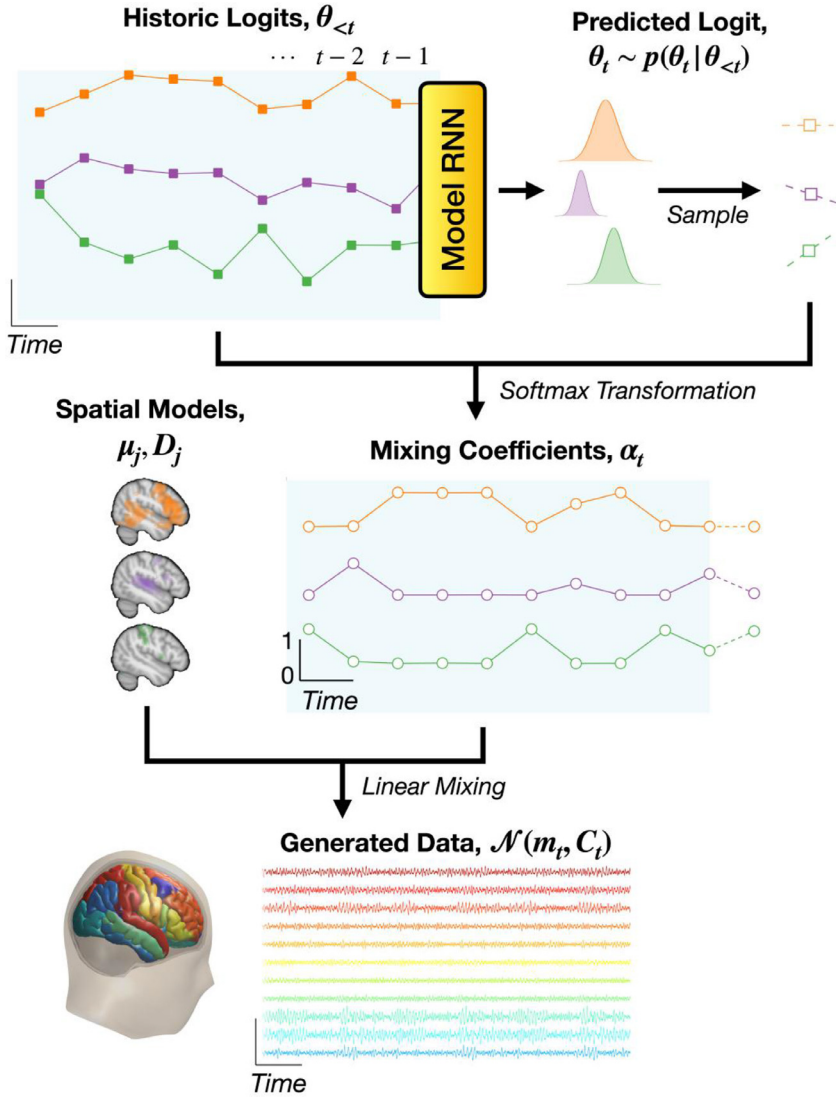 Historic Logits, θ<t
··· t − 2 t − 1
Predicted Logit,
θt ∼ p(θt | θ<t)
Model RNN
Sample
Time
Softmax Transformation
Spatial Models,
μj, Dj
Mixing Coefficients, αt
1
0
Time
Linear Mixing
Generated Data, 𝒩(mt, Ct)
Time